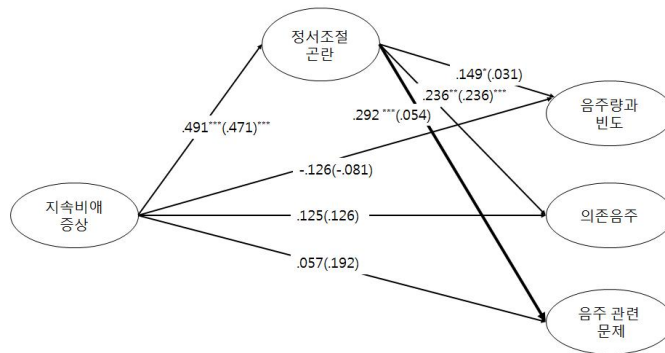 정서조절
곤란
.149*(.031)
.236**(.236)***
.292 ***(.054)
음주량과
빈도
.491***(.471)***
-.126(-.081)
지속비애
증상
.125(.126)
의존음주
.057(.192)
음주 관련
문제